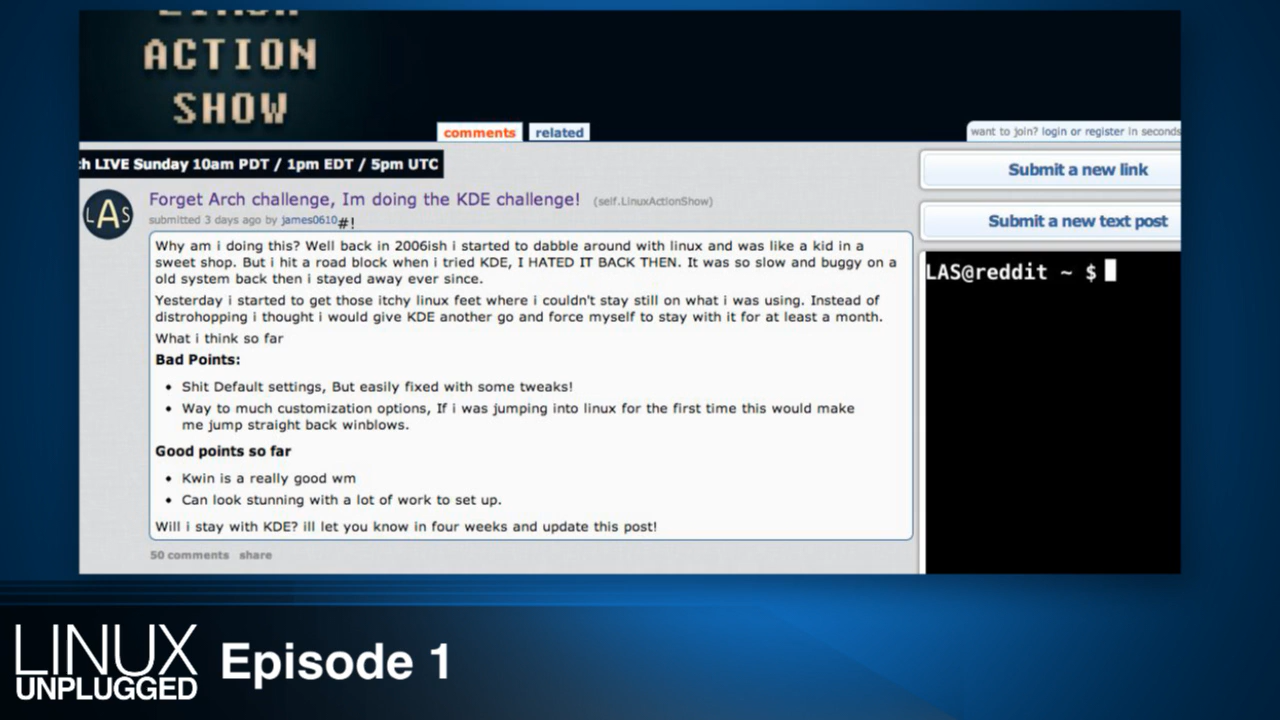 ACTION
SHOW
comments related
want to join? login or register in seconds
h LIVE Sunday 10am PDT / 1pm EDT / 5pm UTC
Submit a new link
Forget Arch challenge, Im doing the KDE challenge! (self.LinuxActionShow)
LAS
submitted 3 days ago by james0610 #!
Submit a new text post
Why am i doing this? Well back in 2006ish i started to dabble around with linux and was like a kid in a
sweet shop. But i hit a road block when i tried KDE, I HATED IT BACK THEN. It was so slow and buggy on a
old system back then i stayed away ever since.
LAS@reddit ~ $
Yesterday i started to get those itchy linux feet where i couldn't stay still on what i was using. Instead of
distrohopping i thought i would give KDE another go and force myself to stay with it for at least a month.
What i think so far
Bad Points:
• Shit Default settings, But easily fixed with some tweaks!
• Way to much customization options, If i was jumping into linux for the first time this would make
me jump straight back winblows.
Good points so far
• Kwin is a really good wm
• Can look stunning with a lot of work to set up.
Will i stay with KDE? ill let you know in four weeks and update this post!
50 comments share
LINUX
UNPLUGGED
Episode 1